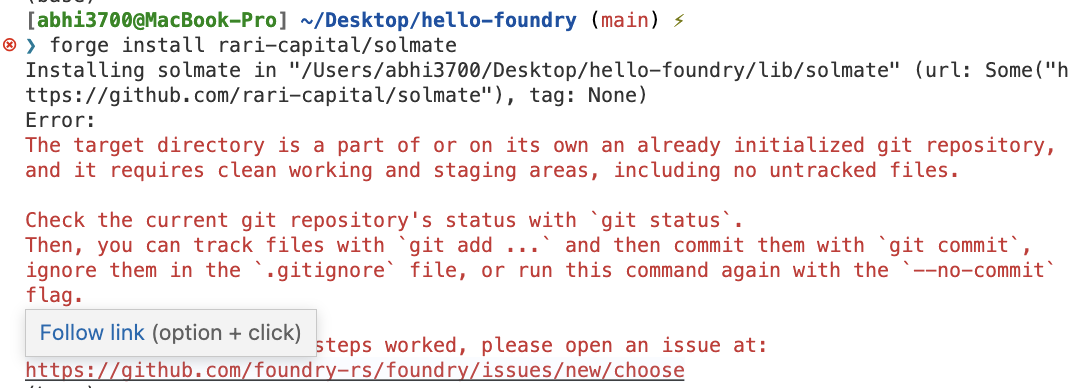 [abhi3700@MacBook-Pro] ~/Desktop/hello-foundry (main) ⚡
❯ forge install rari-capital/solmate
Installing solmate in "/Users/abhi3700/Desktop/hello-foundry/lib/solmate" (url: Some("h
ttps://github.com/rari-capital/solmate"), tag: None)
Error:
The target directory is a part of or on its own an already initialized git repository,
and it requires clean working and staging areas, including no untracked files.
Check the current git repository's status with `git status`.
Then, you can track files with `git add ...` and then commit them with `git commit`,
ignore them in the `.gitignore` file, or run this command again with the `--no-commit`
flag.
Follow link (option + click)
steps worked, please open an issue at:
https://github.com/foundry-rs/foundry/issues/new/choose